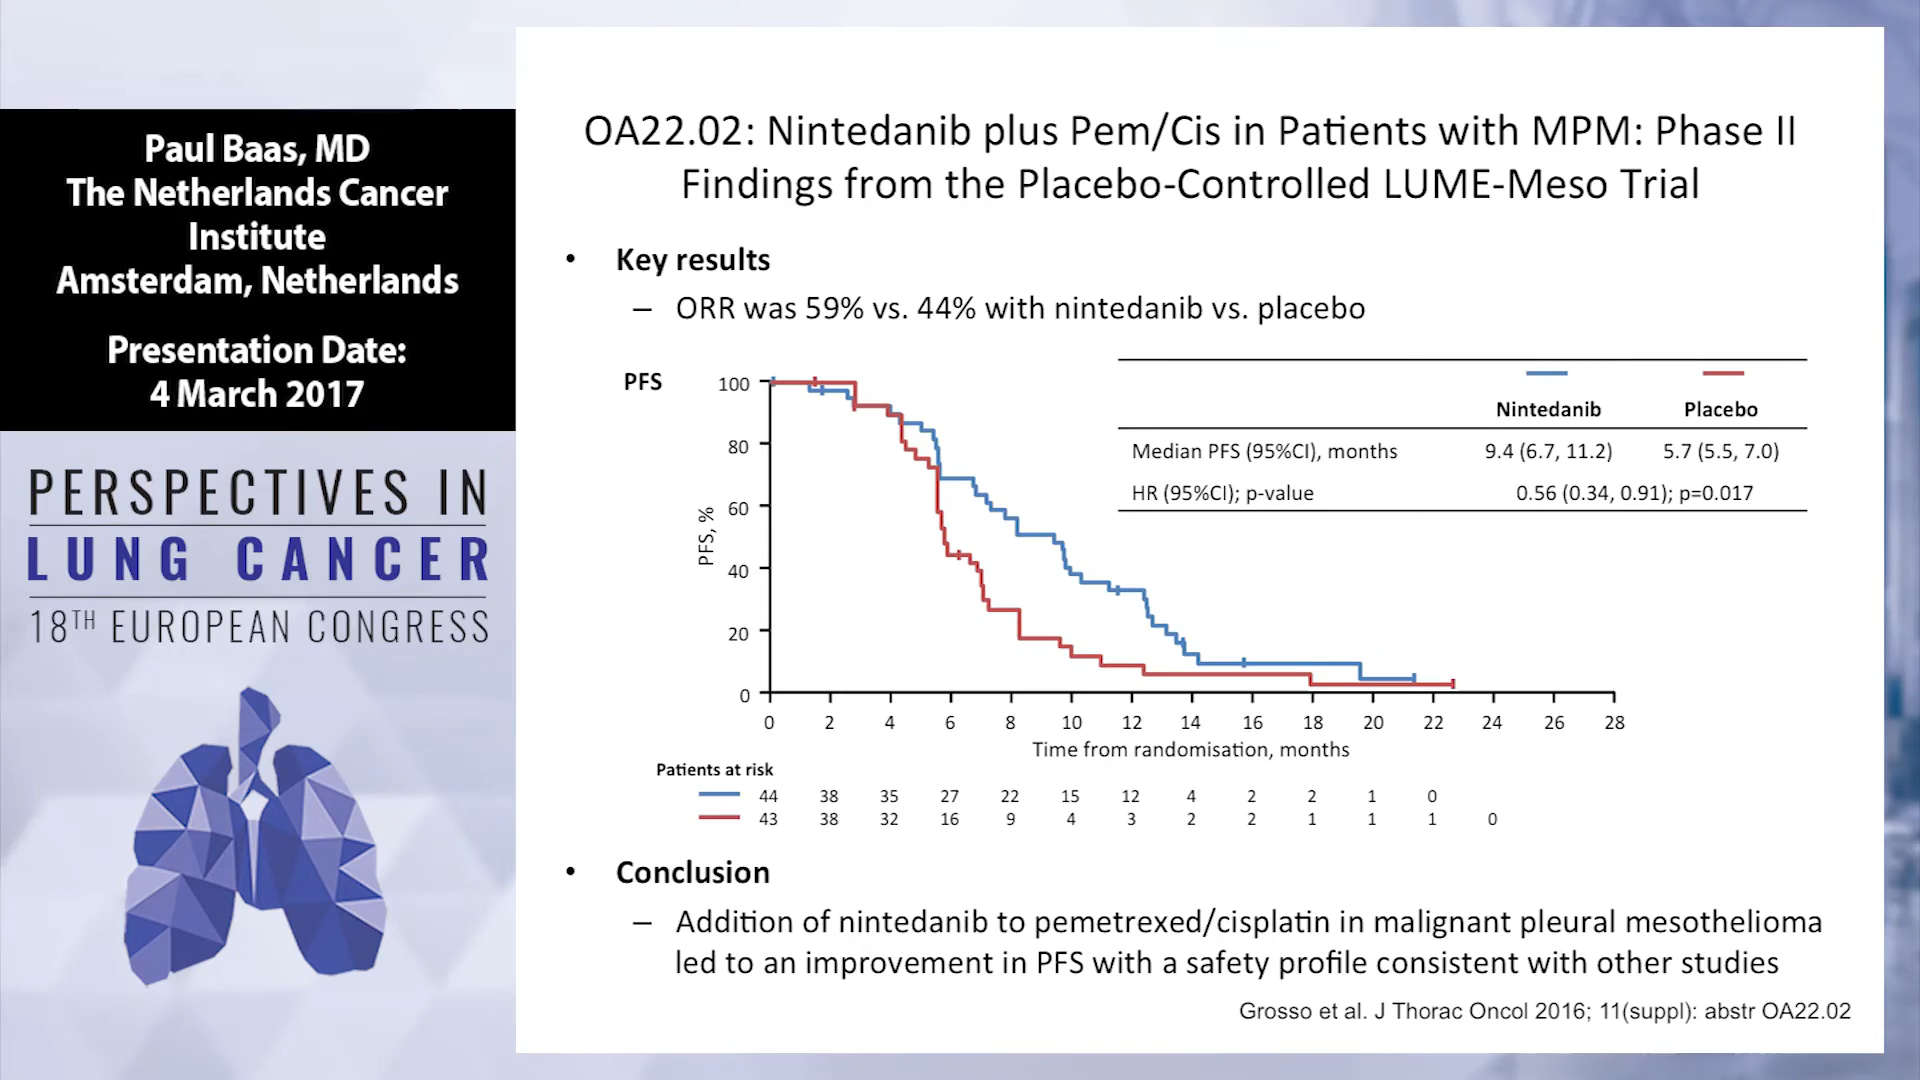 Paul Baas, MD
The Netherlands Cancer
Institute
Amsterdam, Netherlands
Presentation Date:
4 March 2017
PERSPECTIVES IN
LUNG CANCER
18TH EUROPEAN CONGRESS
OA22.02: Nintedanib plus Pem/Cis in Patients with MPM: Phase II
Findings from the Placebo-Controlled LUME-Meso Trial
• Key results
– ORR was 59% vs. 44% with nintedanib vs. placebo
PFS
Nintedanib Placebo
Median PFS (95%CI), months 9.4 (6.7, 11.2) 5.7 (5.5, 7.0)
HR (95%CI); p-value 0.56 (0.34, 0.91); p=0.017
PFS, %
100
80
60
40
20
0
0 2 4 6 8 10 12 14 16 18 20 22 24 26 28
Time from randomisation, months
Patients at risk
44 38 35 27 22 15 12 4 2 2 1 0
43 38 32 16 9 4 3 2 2 1 1 1 0
• Conclusion
– Addition of nintedanib to pemetrexed/cisplatin in malignant pleural mesothelioma
led to an improvement in PFS with a safety profile consistent with other studies
Grosso et al. J Thorac Oncol 2016; 11(suppl): abstr OA22.02